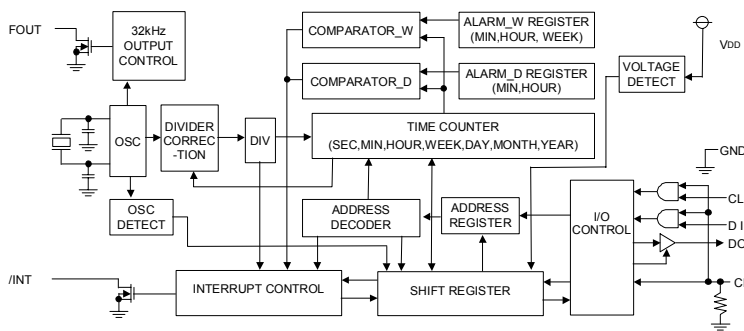 FOUT
32kHz
OUTPUT
CONTROL
COMPARATOR_W
ALARM_W REGISTER
(MIN,HOUR, WEEK)
VDD
COMPARATOR_D
ALARM_D REGISTER
(MIN,HOUR)
VOLTAGE
DETECT
OSC
DIVIDER
CORREC
-TION
DIV
TIME COUNTER
(SEC,MIN,HOUR,WEEK,DAY,MONTH,YEAR)
GND
OSC
DETECT
ADDRESS
DECODER
ADDRESS
REGISTER
I/O
CONTROL
CL
D I
DO
/INT
INTERRUPT CONTROL
SHIFT REGISTER